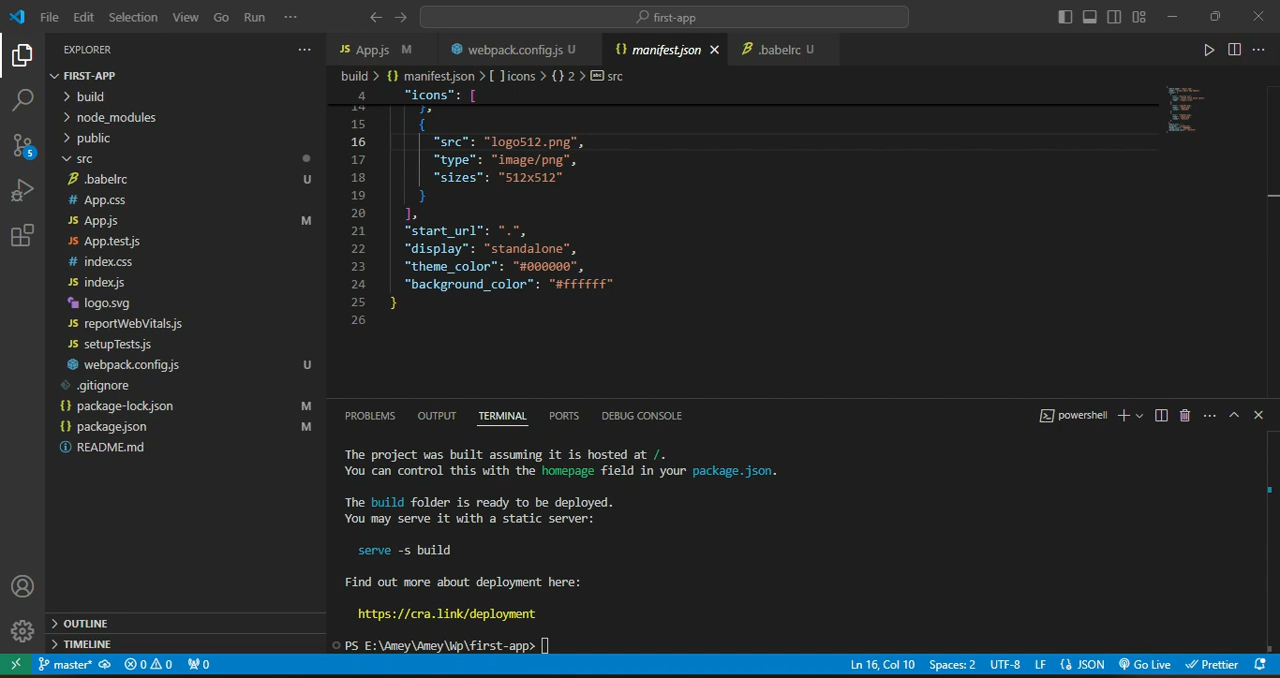 File Edit Selection View Go Run ···
first-app
EXPLORER
FIRST-APP
build
node_modules
public
src
.babelrc U
App.css
App.js M
App.test.js
index.css
index.js
logo.svg
reportWebVitals.js
setupTests.js
webpack.config.js U
.gitignore
package-lock.json M
package.json M
README.md
OUTLINE
TIMELINE
JS App.js M webpack.config.js U {} manifest.json .babelrc U
build > {} manifest.json > [ ] icons > {} 2 > abc src
4 "icons": [
14 },
15 {
16 "src": "logo512.png",
17 "type": "image/png",
18 "sizes": "512x512"
19 }
20 ],
21 "start_url": ".",
22 "display": "standalone",
23 "theme_color": "#000000",
24 "background_color": "#ffffff"
25 }
26
PROBLEMS OUTPUT TERMINAL PORTS DEBUG CONSOLE powershell
The project was built assuming it is hosted at /.
You can control this with the homepage field in your package.json.
The build folder is ready to be deployed.
You may serve it with a static server:
serve -s build
Find out more about deployment here:
https://cra.link/deployment
PS E:\Amey\Amey\Wp\first-app>
master* 0 0 0 Ln 16, Col 10 Spaces: 2 UTF-8 LF {} JSON Go Live Prettier